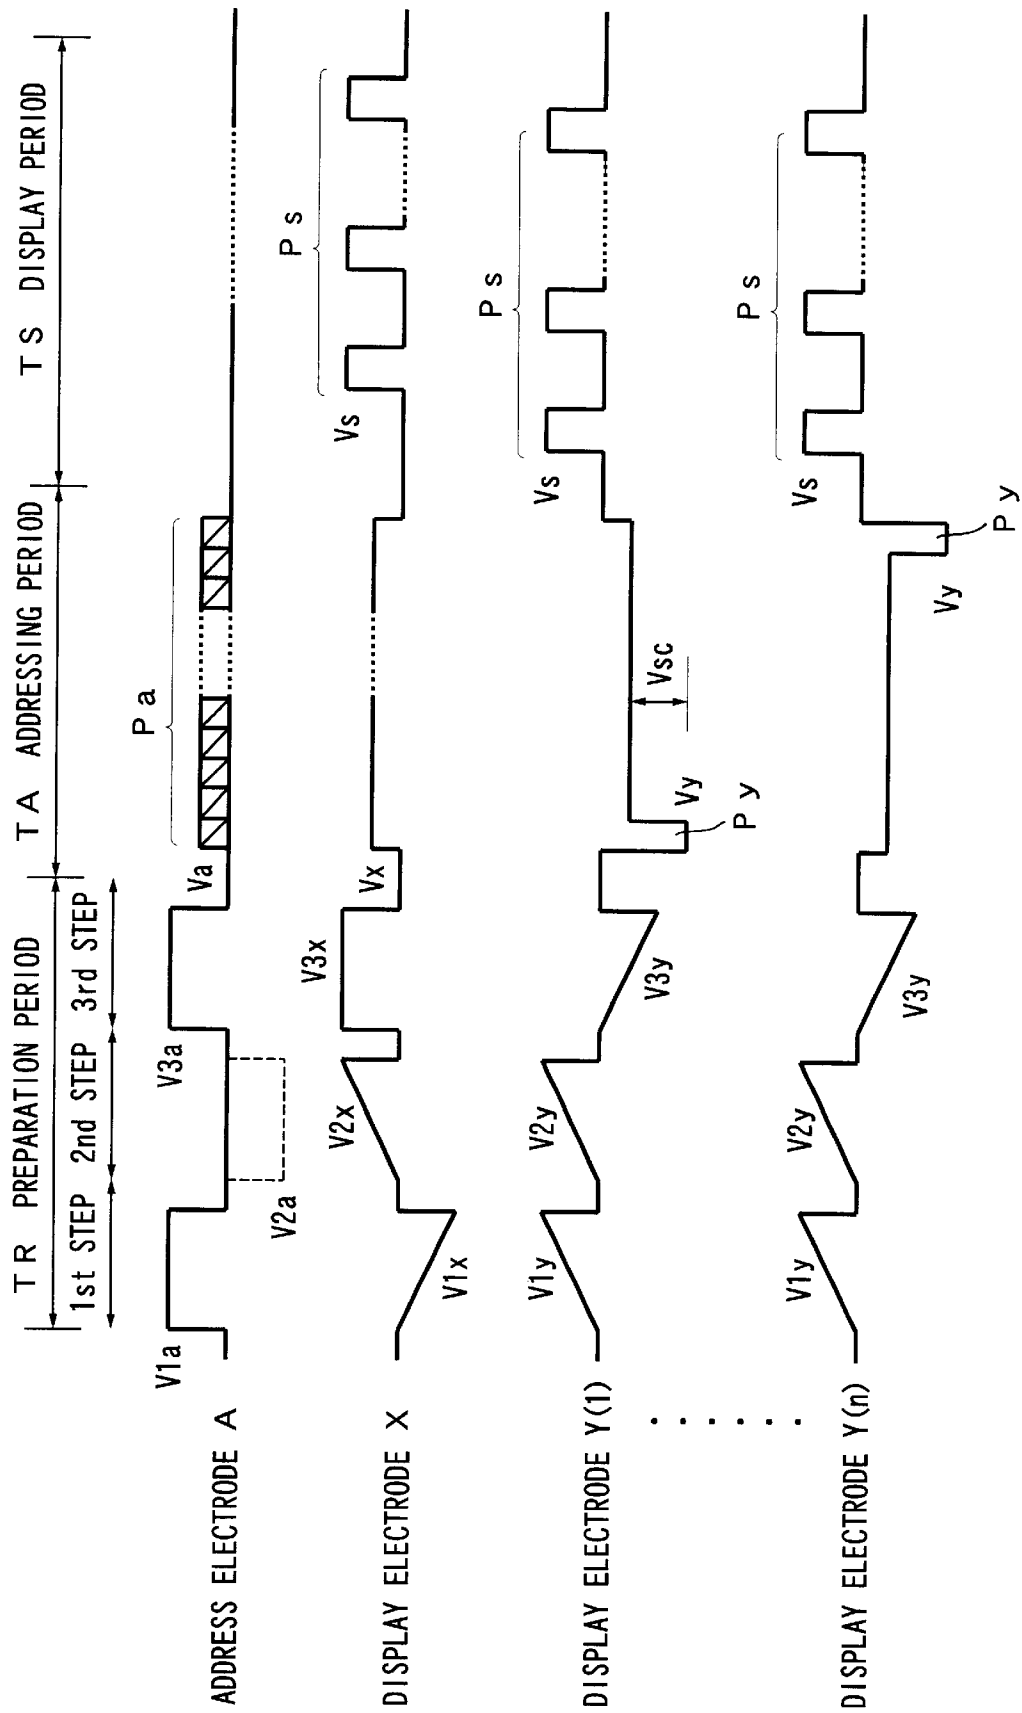 TR PREPARATION PERIOD
TA ADDRESSING PERIOD
TS DISPLAY PERIOD
1st STEP
2nd STEP
3rd STEP
ADDRESS ELECTRODE A
V1a
V2a
V3a
Va
Pa
DISPLAY ELECTRODE X
V1x
V2x
V3x
Vx
Vs
Ps
DISPLAY ELECTRODE Y(1)
V1y
V2y
V3y
Py
Vy
Vsc
Vs
Ps
......
DISPLAY ELECTRODE Y(n)
V1y
V2y
V3y
Vy
Py
Vs
Ps